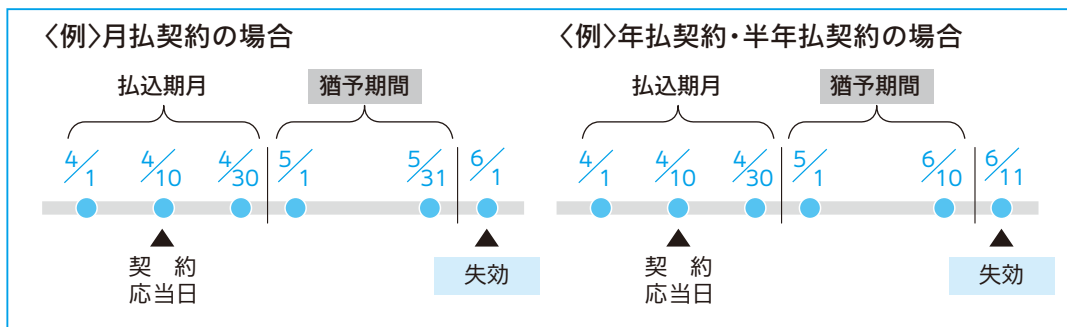 〈例〉月払契約の場合
払込期月 猶予期間
4/1 4/10 4/30 5/1 5/31 6/1
契 約
応当日
失効
〈例〉年払契約・半年払契約の場合
払込期月 猶予期間
4/1 4/10 4/30 5/1 6/10 6/11
契 約
応当日
失効